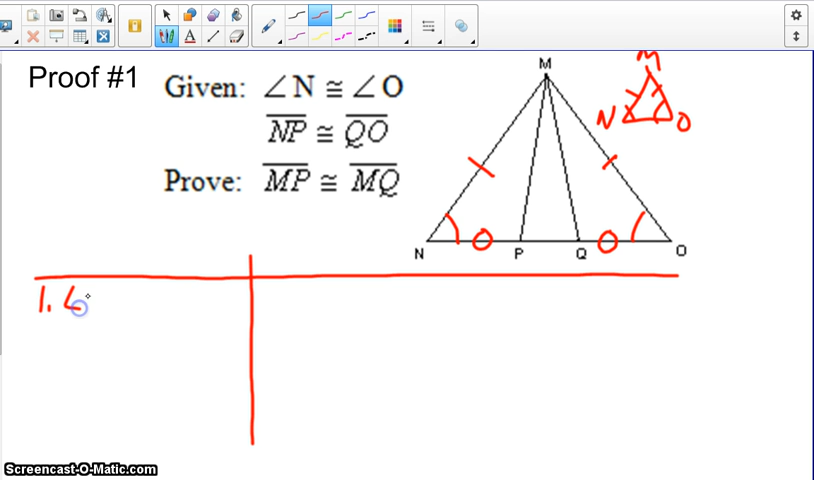 Proof #1
Given: ∠N ≅ ∠O
NP ≅ QO
Prove: MP ≅ MQ
M
N P Q O
M
N O
1. ∠
Screencast-O-Matic.com